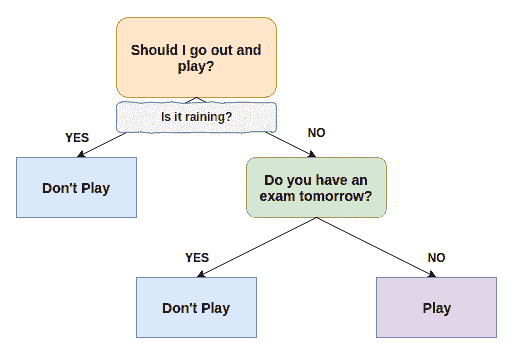 Should I go out and
play?
Is it raining?
YES
NO
Don't Play
Do you have an
exam tomorrow?
YES
NO
Don't Play
Play